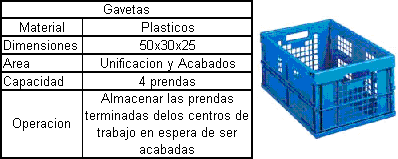 Gavetas
Material Plasticos
Dimensiones 50x30x25
Area Unificacion y Acabados
Capacidad 4 prendas
Operacion Almacenar las prendas
terminadas delos centros de
trabajo en espera de ser
acabadas